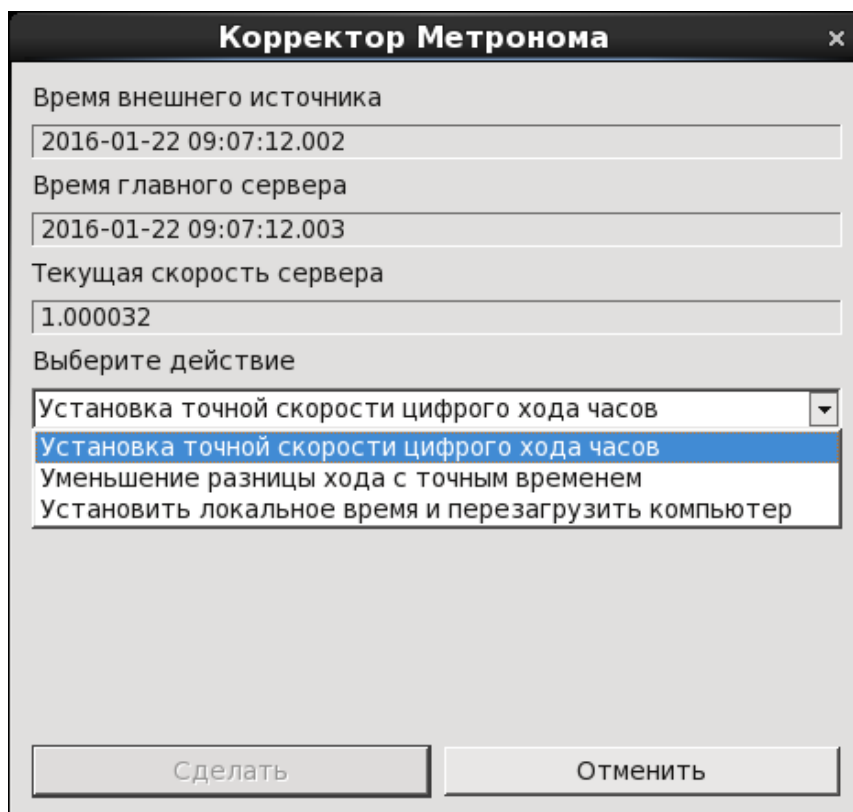 Корректор Метронома
Время внешнего источника
2016-01-22 09:07:12.002
Время главного сервера
2016-01-22 09:07:12.003
Текущая скорость сервера
1.000032
Выберите действие
Установка точной скорости цифрого хода часов
Установка точной скорости цифрого хода часов
Уменьшение разницы хода с точным временем
Установить локальное время и перезагрузить компьютер
Сделать
Отменить